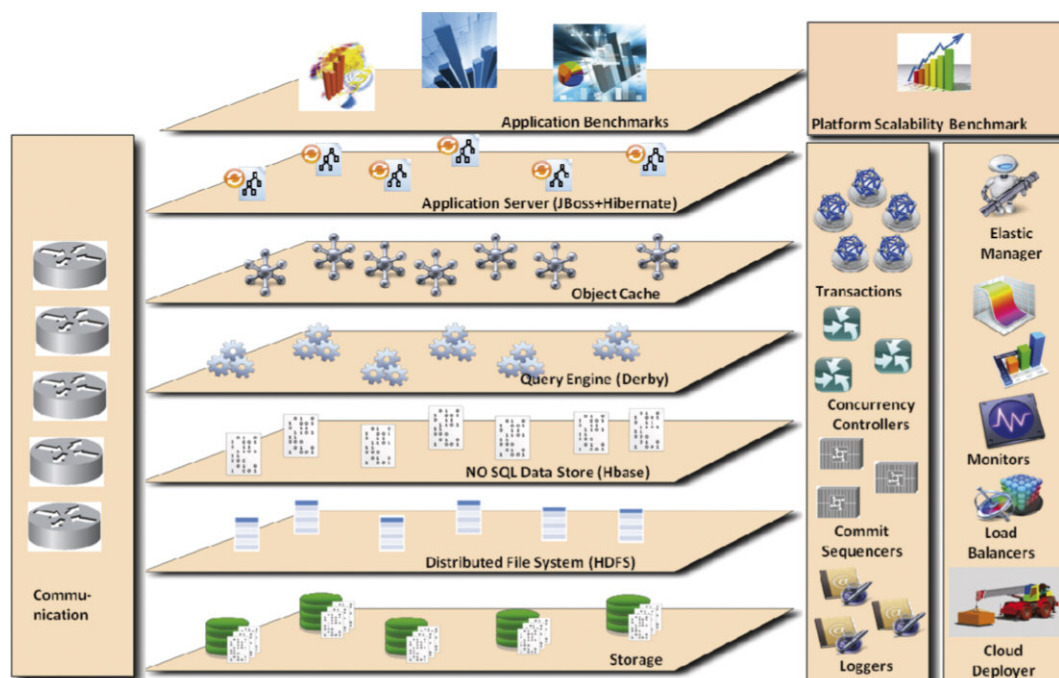 Application Benchmarks
Platform Scalability Benchmark
Application Server (JBoss+Hibernate)
Object Cache
Query Engine (Derby)
NO SQL Data Store (Hbase)
Distributed File System (HDFS)
Storage
Commu-
nication
Transactions
Concurrency
Controllers
Commit
Sequencers
Loggers
Elastic
Manager
Monitors
Load
Balancers
Cloud
Deployer